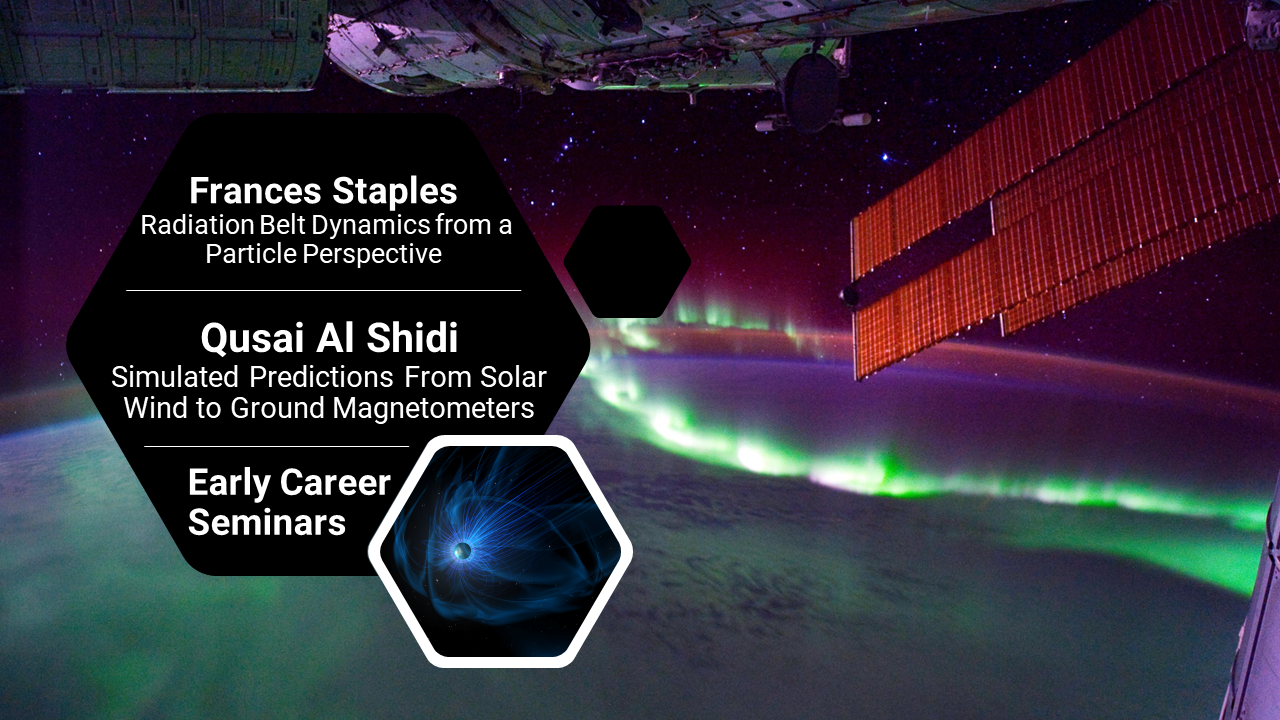 Frances Staples
Radiation Belt Dynamics from a
Particle Perspective
Qusai Al Shidi
Simulated Predictions From Solar
Wind to Ground Magnetometers
Early Career
Seminars